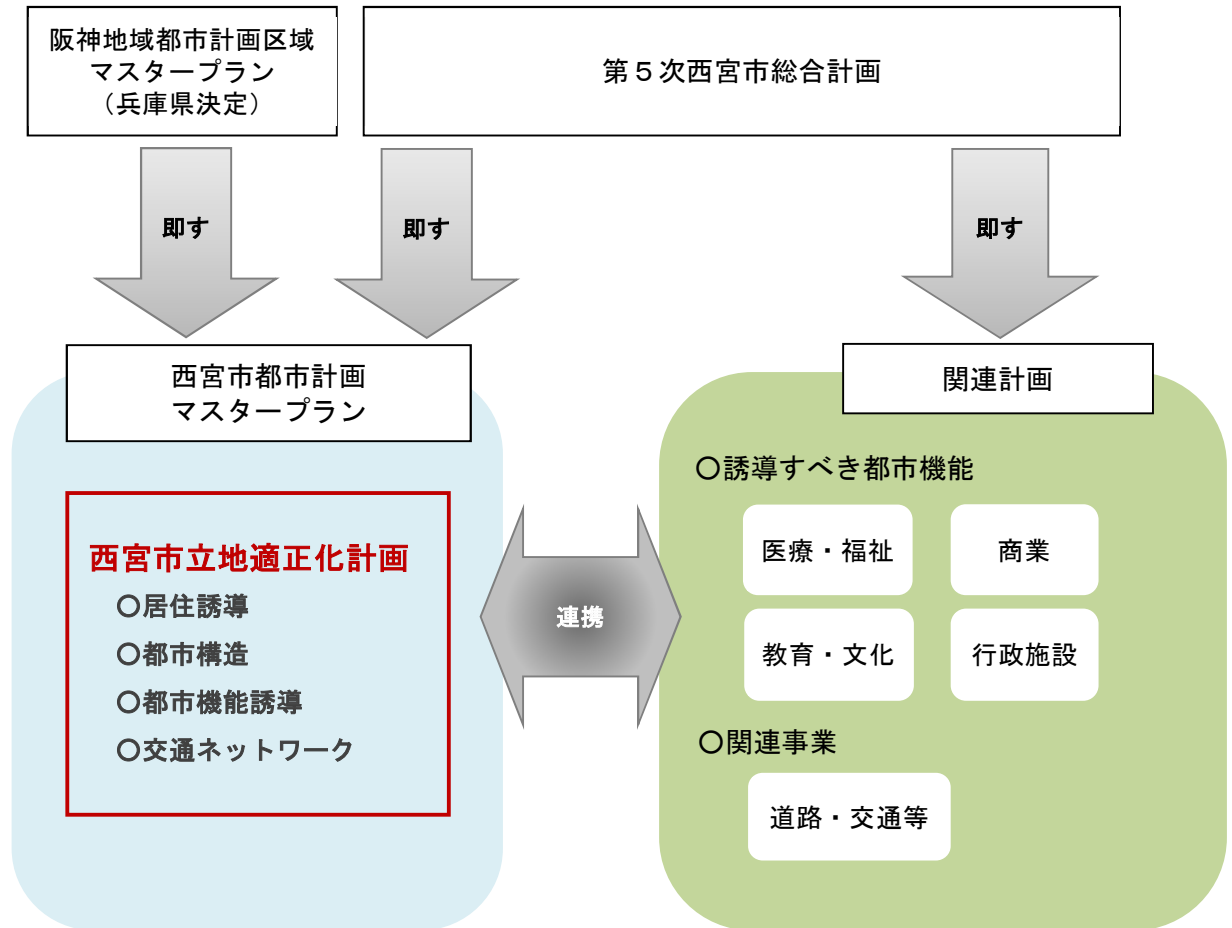 阪神地域都市計画区域
マスタープラン
（兵庫県決定）
第５次西宮市総合計画
即す
即す
即す
西宮市都市計画
マスタープラン
関連計画
西宮市立地適正化計画
〇居住誘導
〇都市構造
〇都市機能誘導
〇交通ネットワーク
連携
〇誘導すべき都市機能
医療・福祉
商業
教育・文化
行政施設
〇関連事業
道路・交通等